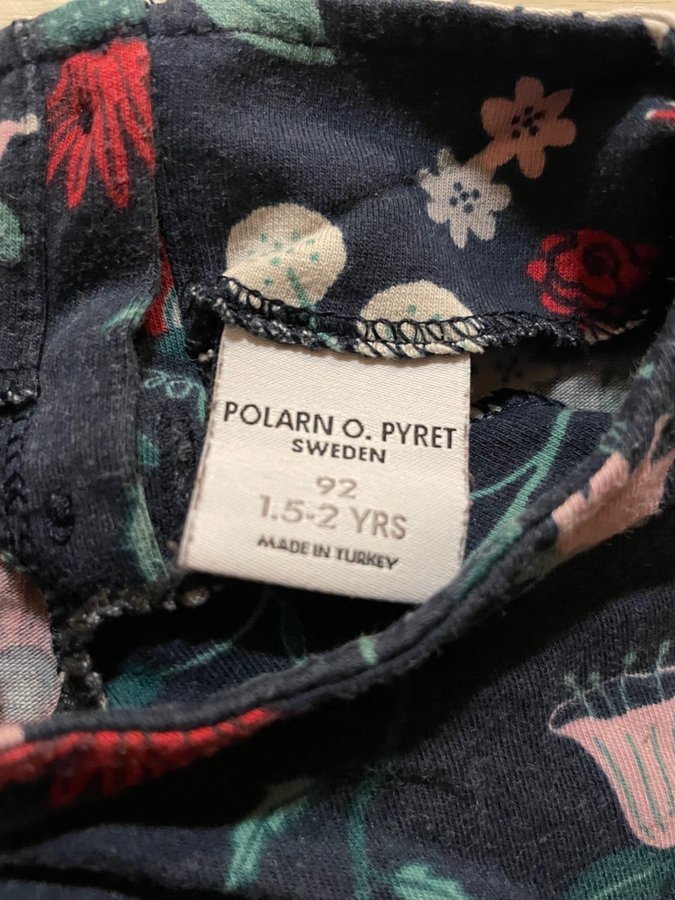 POLARN O. PYRET
SWEDEN
92
1.5-2 YRS
MADE IN TURKEY